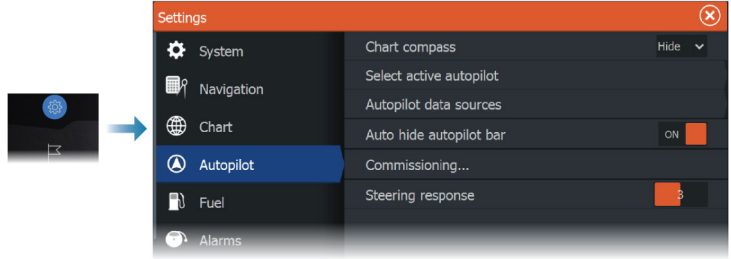 Settings
System
Navigation
Chart
Autopilot
Fuel
Alarms
Chart compass Hide
Select active autopilot
Autopilot data sources
Auto hide autopilot bar ON
Commissioning...
Steering response 3